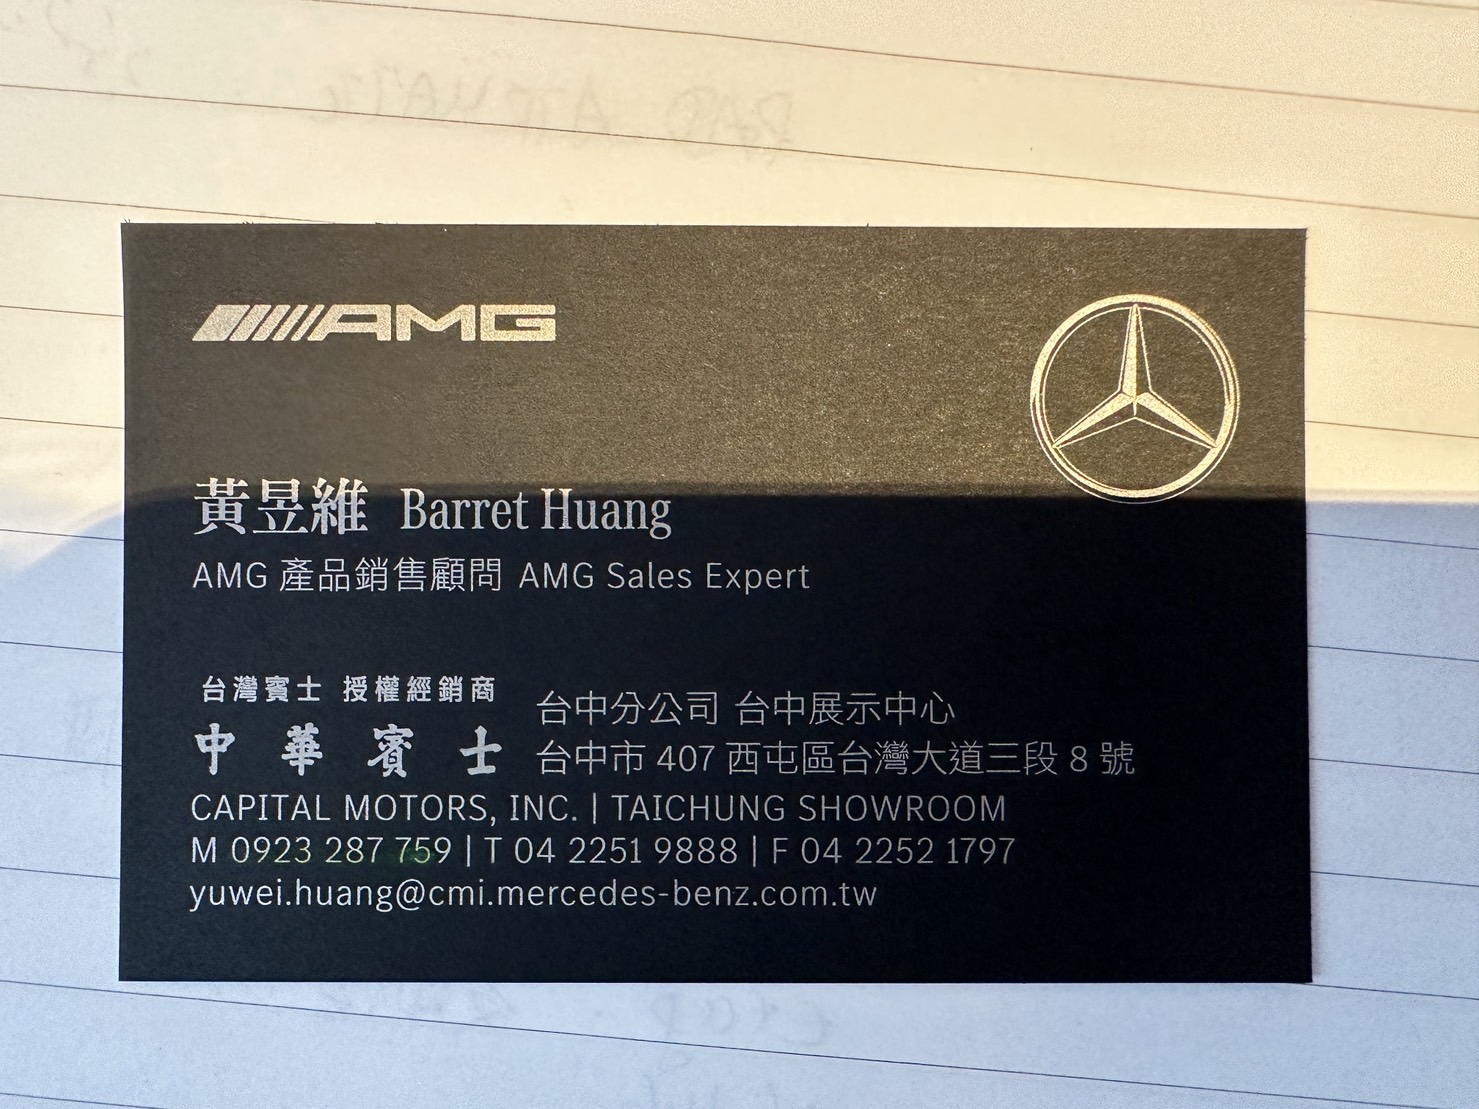 AMG
黃昱維 Barret Huang
AMG 產品銷售顧問 AMG Sales Expert
台灣賓士 授權經銷商
中華賓士
台中分公司 台中展示中心
台中市 407 西屯區台灣大道三段 8 號
CAPITAL MOTORS, INC. | TAICHUNG SHOWROOM
M 0923 287 759 | T 04 2251 9888 | F 04 2252 1797
yuwei.huang@cmi.mercedes-benz.com.tw